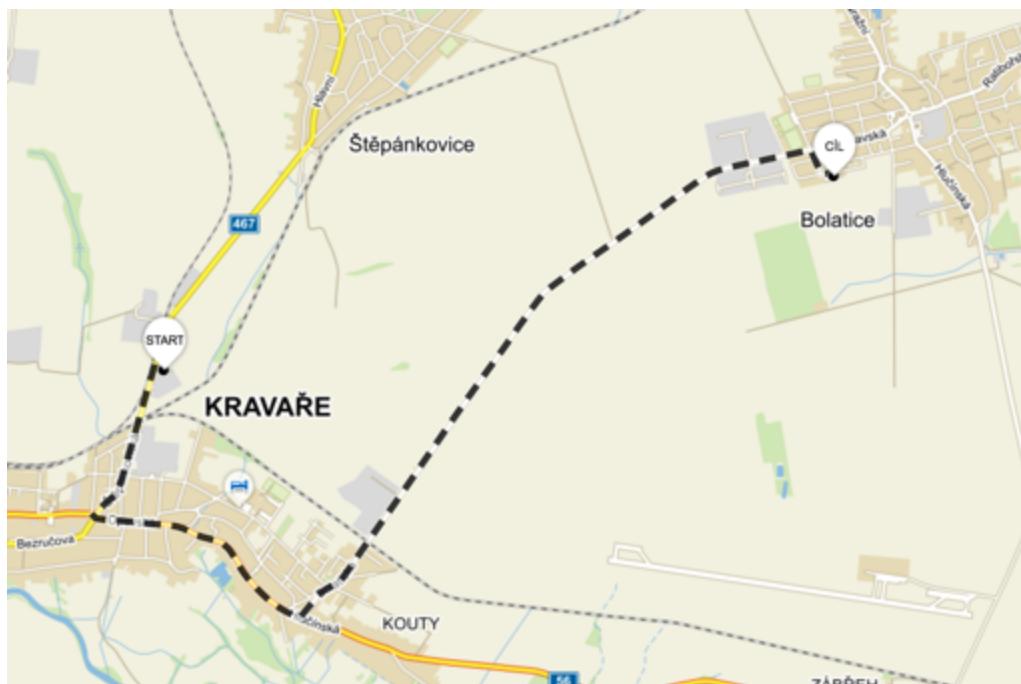 Hlavní
Štěpánkovice
467
START
KRAVAŘE
Bezručova
KOUTY
56
CÍL
Bolatice
Hlučínská